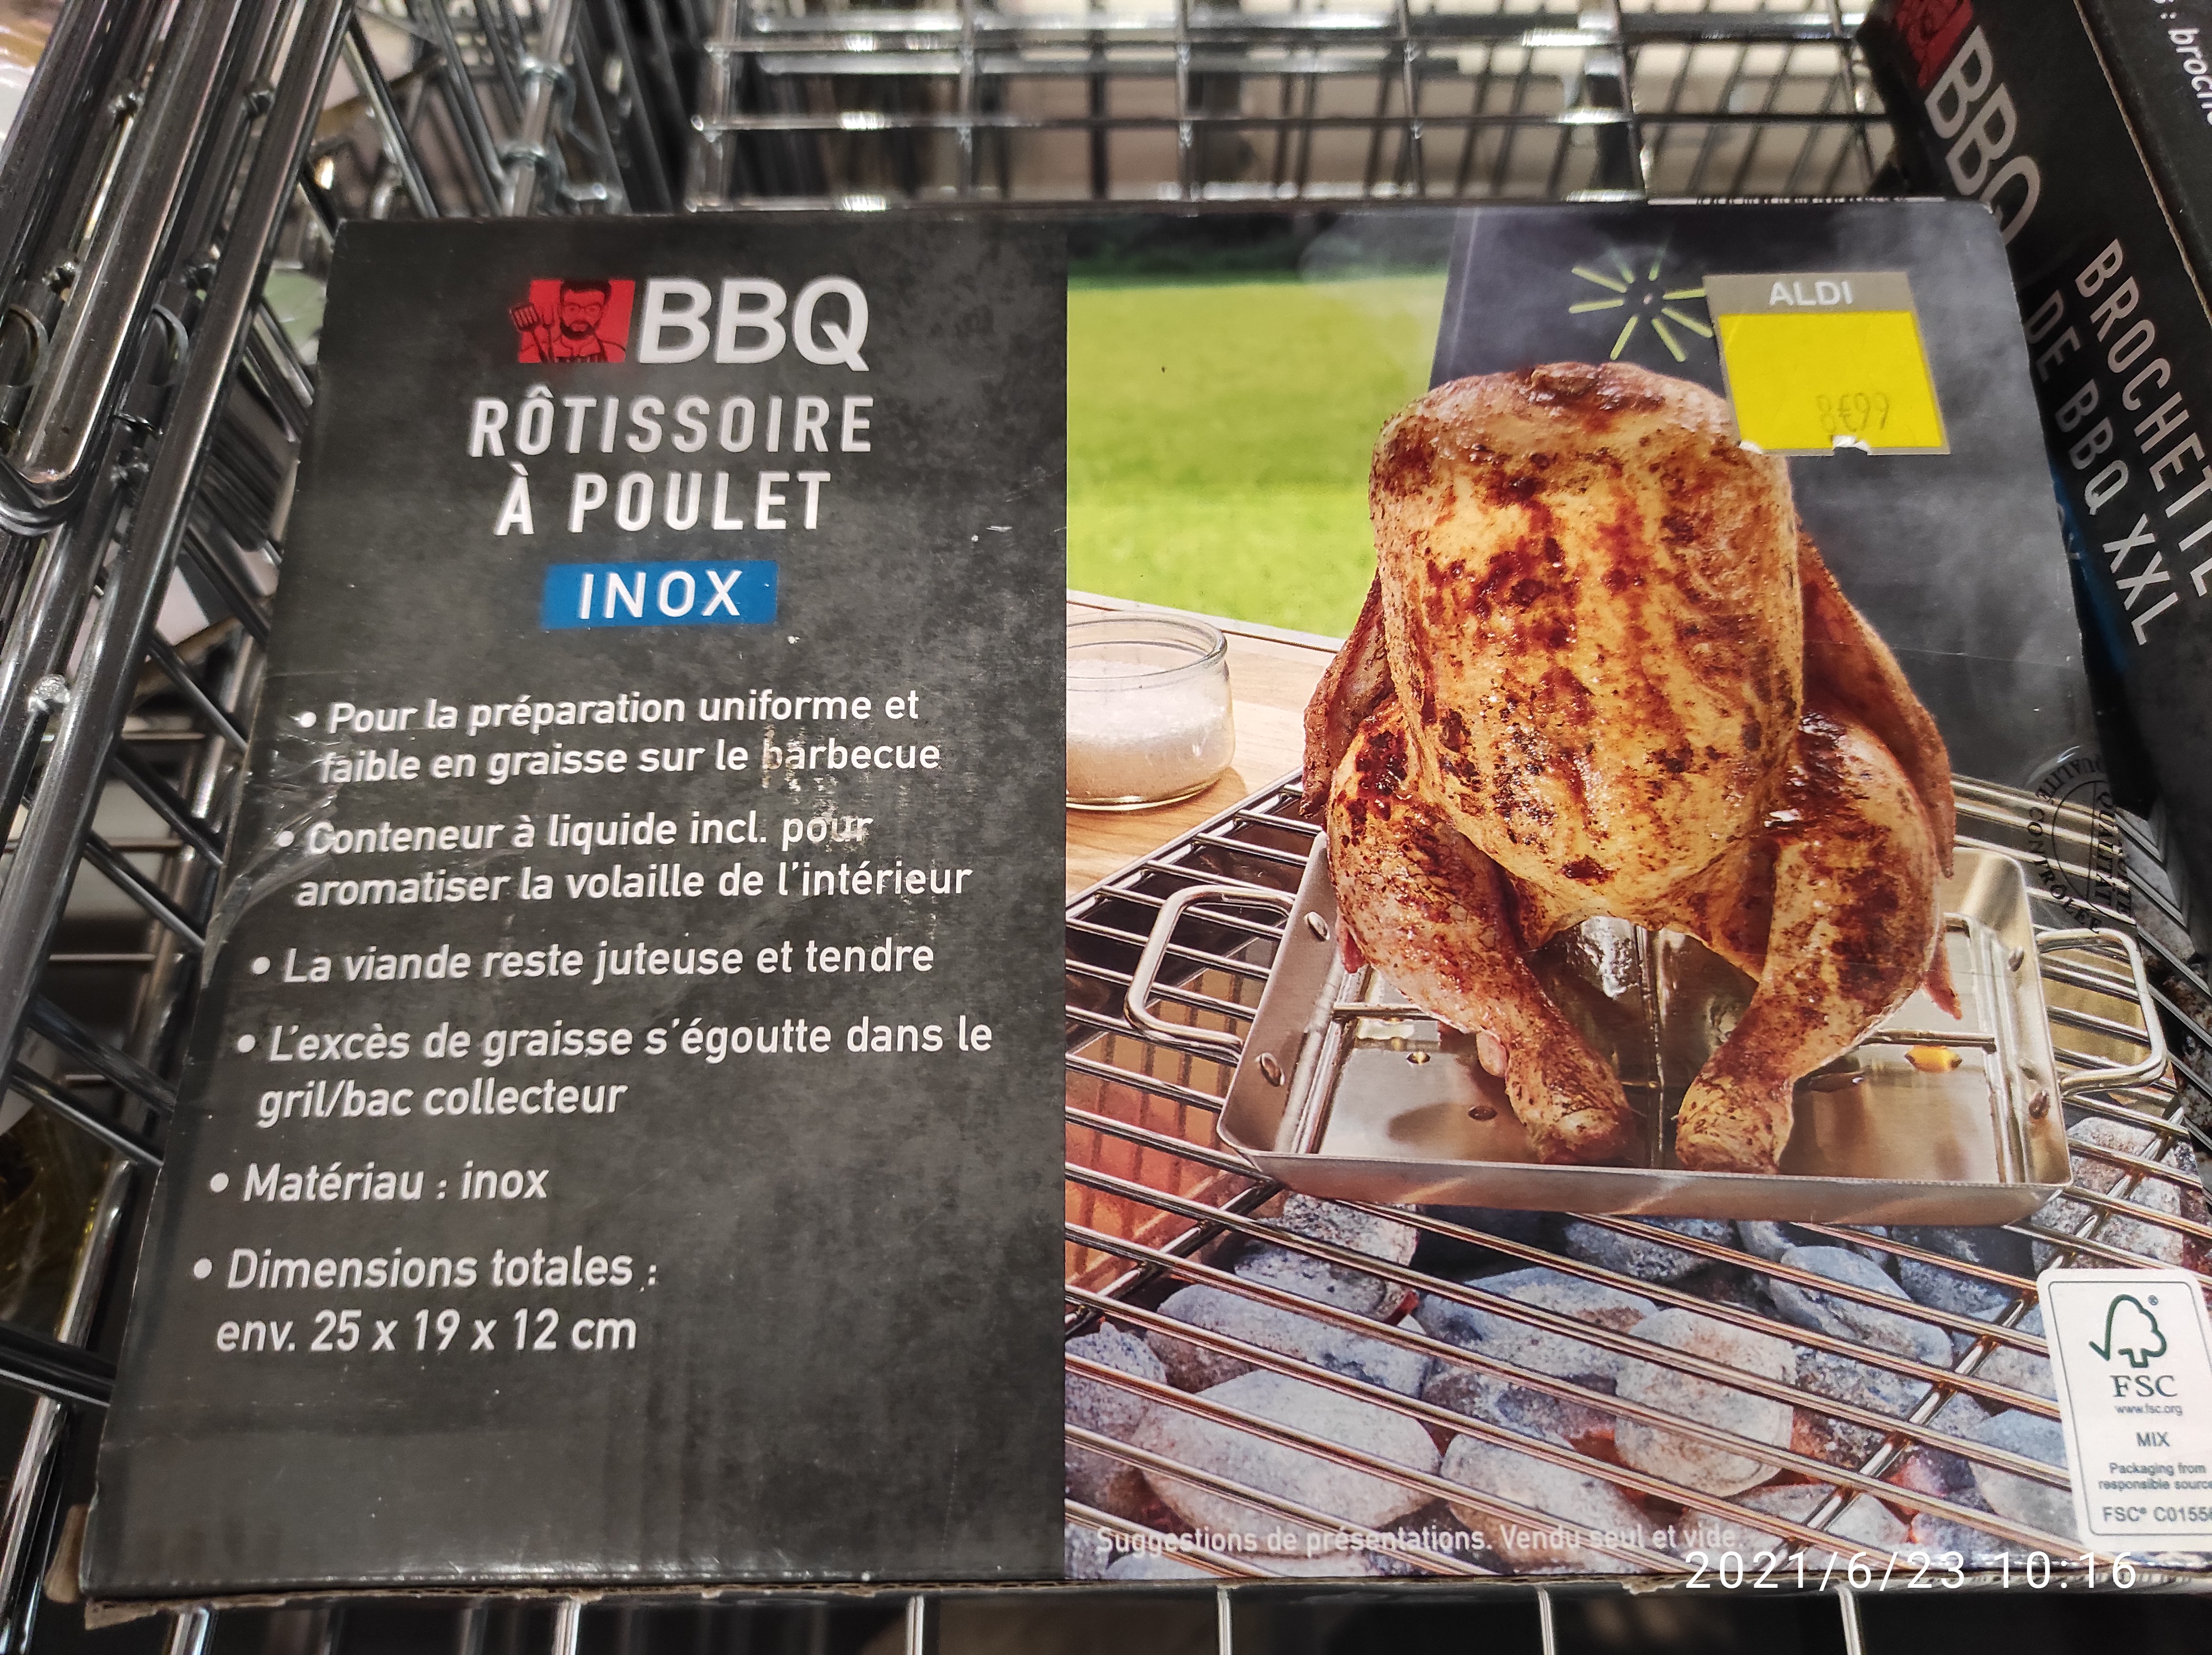 BBQ
RÔTISSOIRE
À POULET
INOX
• Pour la préparation uniforme et
faible en graisse sur le barbecue
• Conteneur à liquide incl. pour
aromatiser la volaille de l'intérieur
• La viande reste juteuse et tendre
• L'excès de graisse s'égoutte dans le
gril/bac collecteur
• Matériau : inox
• Dimensions totales :
env. 25 x 19 x 12 cm
ALDI
8€99
QUALITÉ CONTRÔLÉE
FSC
www.fsc.org
MIX
Packaging from
responsible
FSC®
Suggestions de présentations. Vendu seul et vide.
BBQ
BROCHETTE
DE BBQ XXL
2021/6/23 10:16